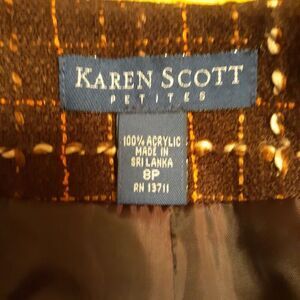 KAREN SCOTT
PETITES
100% ACRYLIC
MADE IN
SRI LANKA
8P
RN 13711